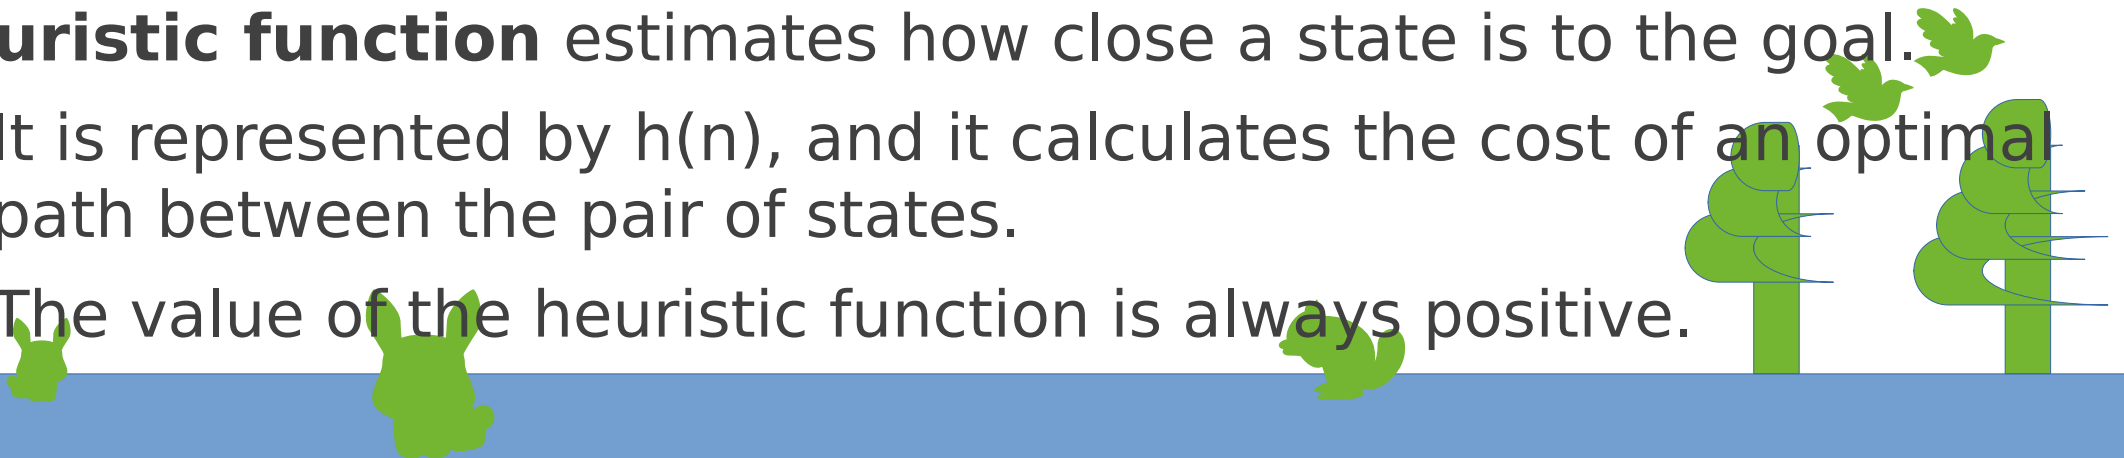 uristic function estimates how close a state is to the goal.
It is represented by h(n), and it calculates the cost of an optimal
path between the pair of states.
The value of the heuristic function is always positive.